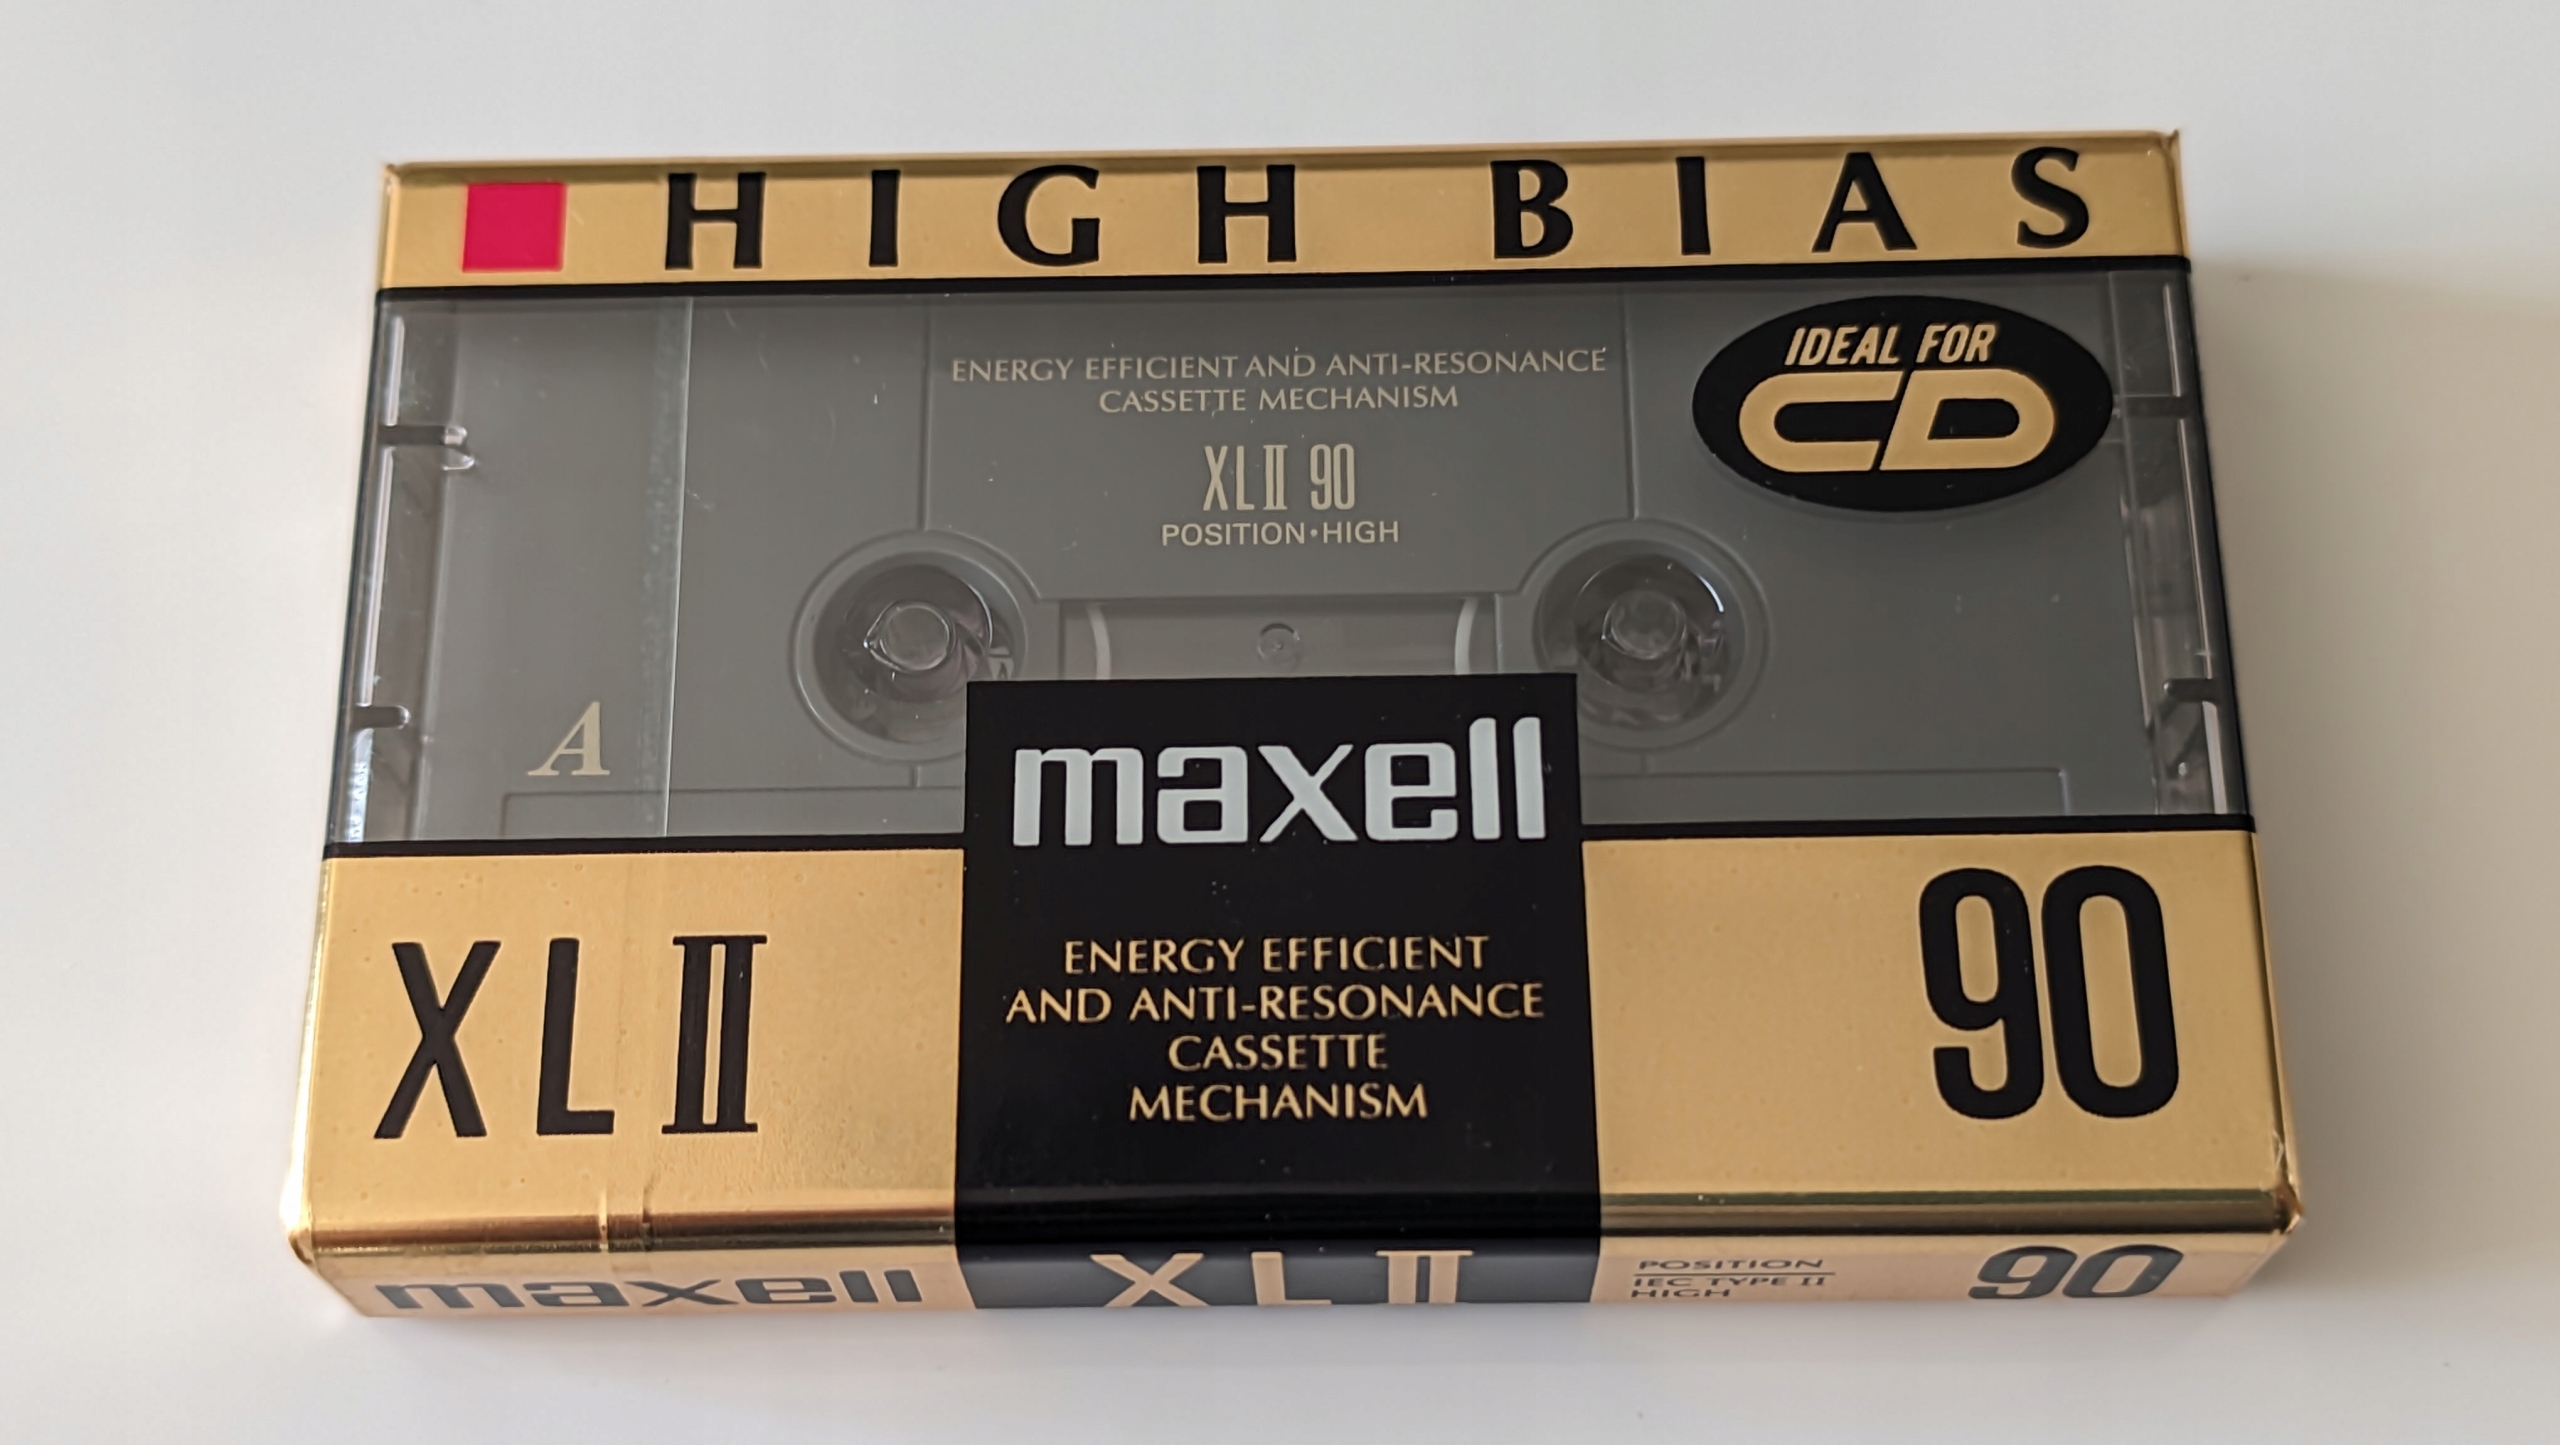 HIGH BIAS
IDEAL FOR
CD
ENERGY EFFICIENT AND ANTI-RESONANCE
CASSETTE MECHANISM
XLⅡ 90
POSITION•HIGH
A
maxell
ENERGY EFFICIENT
AND ANTI-RESONANCE
CASSETTE
MECHANISM
XLⅡ
90
maxell
XLⅡ
POSITION
IEC TYPE II
HIGH
90